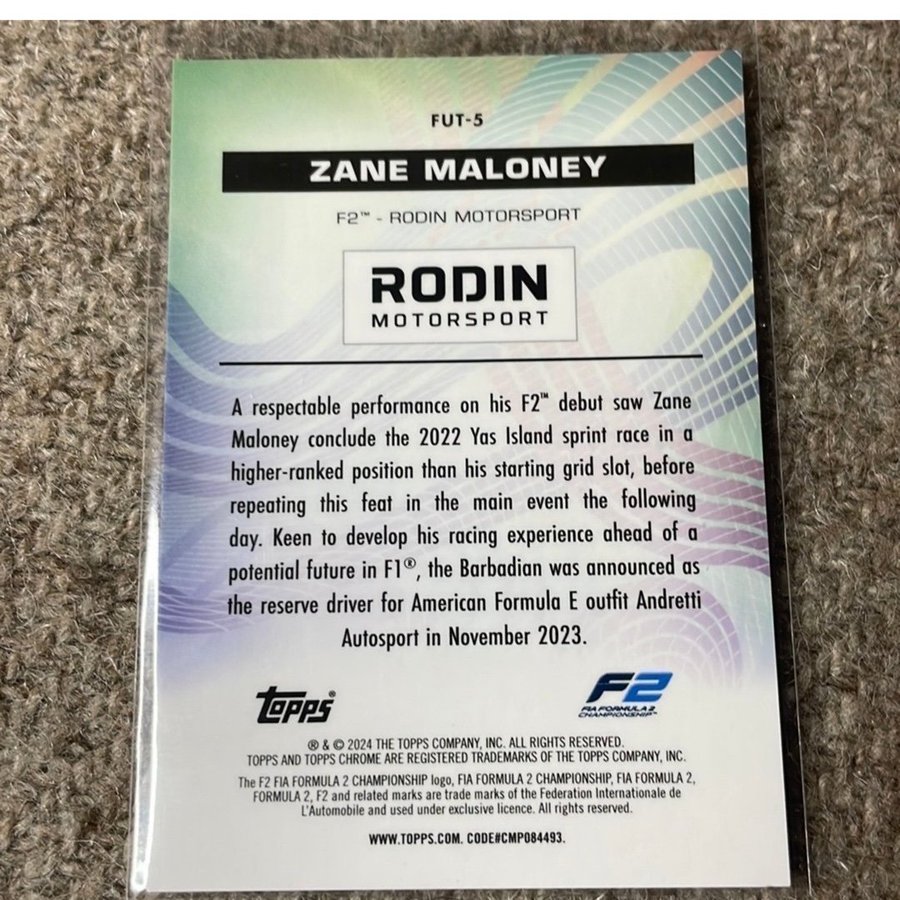 FUT-5
ZANE MALONEY
F2™ - RODIN MOTORSPORT
RODIN
MOTORSPORT
A respectable performance on his F2™ debut saw Zane
Maloney conclude the 2022 Yas Island sprint race in a
higher-ranked position than his starting grid slot, before
repeating this feat in the main event the following
day. Keen to develop his racing experience ahead of a
potential future in F1®, the Barbadian was announced as
the reserve driver for American Formula E outfit Andretti
Autosport in November 2023.
topps®
F2
FIA FORMULA 2
CHAMPIONSHIP™
® & © 2024 THE TOPPS COMPANY, INC. ALL RIGHTS RESERVED.
TOPPS AND TOPPS CHROME ARE REGISTERED TRADEMARKS OF THE TOPPS COMPANY, INC.
The F2 FIA FORMULA 2 CHAMPIONSHIP logo, FIA FORMULA 2 CHAMPIONSHIP, FIA FORMULA 2,
FORMULA 2, F2 and related marks are trade marks of the Federation Internationale de
L'Automobile and used under exclusive licence. All rights reserved.
WWW.TOPPS.COM. CODE#CMP084493.